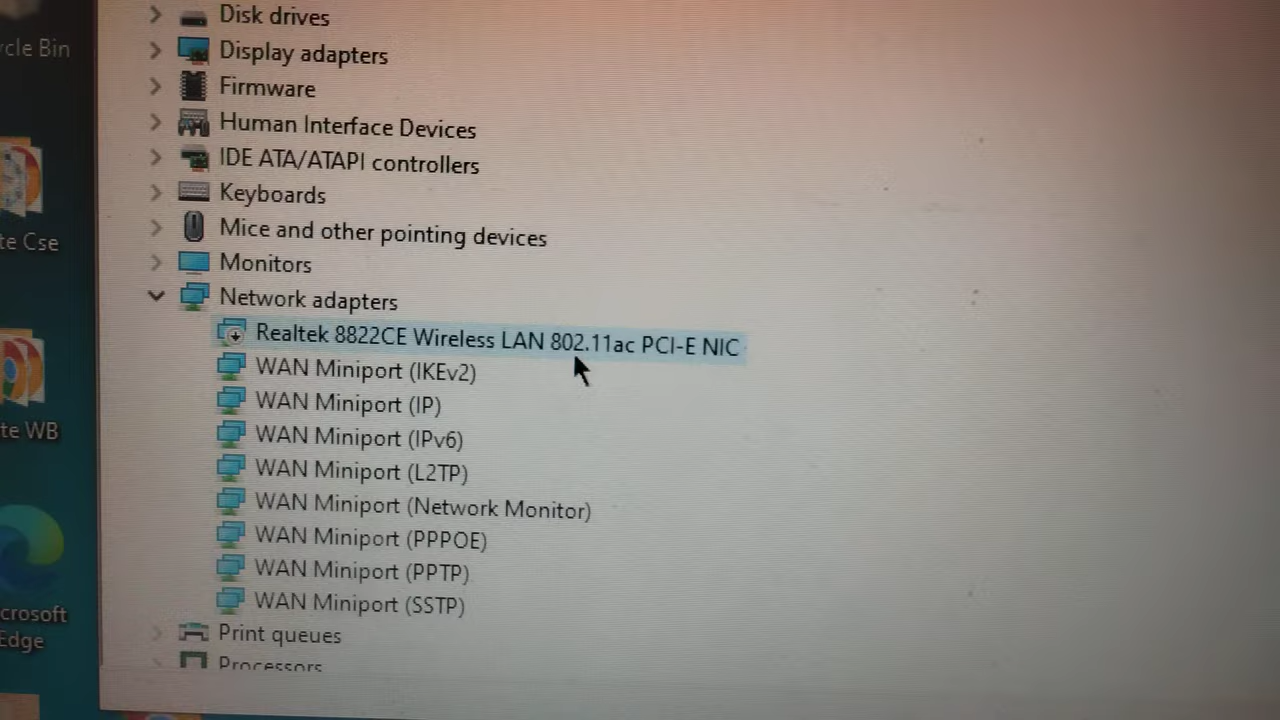 ycle Bin
te Cse
te WB
crosoft
Edge
Disk drives
Display adapters
Firmware
Human Interface Devices
IDE ATA/ATAPI controllers
Keyboards
Mice and other pointing devices
Monitors
Network adapters
Realtek 8822CE Wireless LAN 802.11ac PCI-E NIC
WAN Miniport (IKEv2)
WAN Miniport (IP)
WAN Miniport (IPv6)
WAN Miniport (L2TP)
WAN Miniport (Network Monitor)
WAN Miniport (PPPOE)
WAN Miniport (PPTP)
WAN Miniport (SSTP)
Print queues
Processors